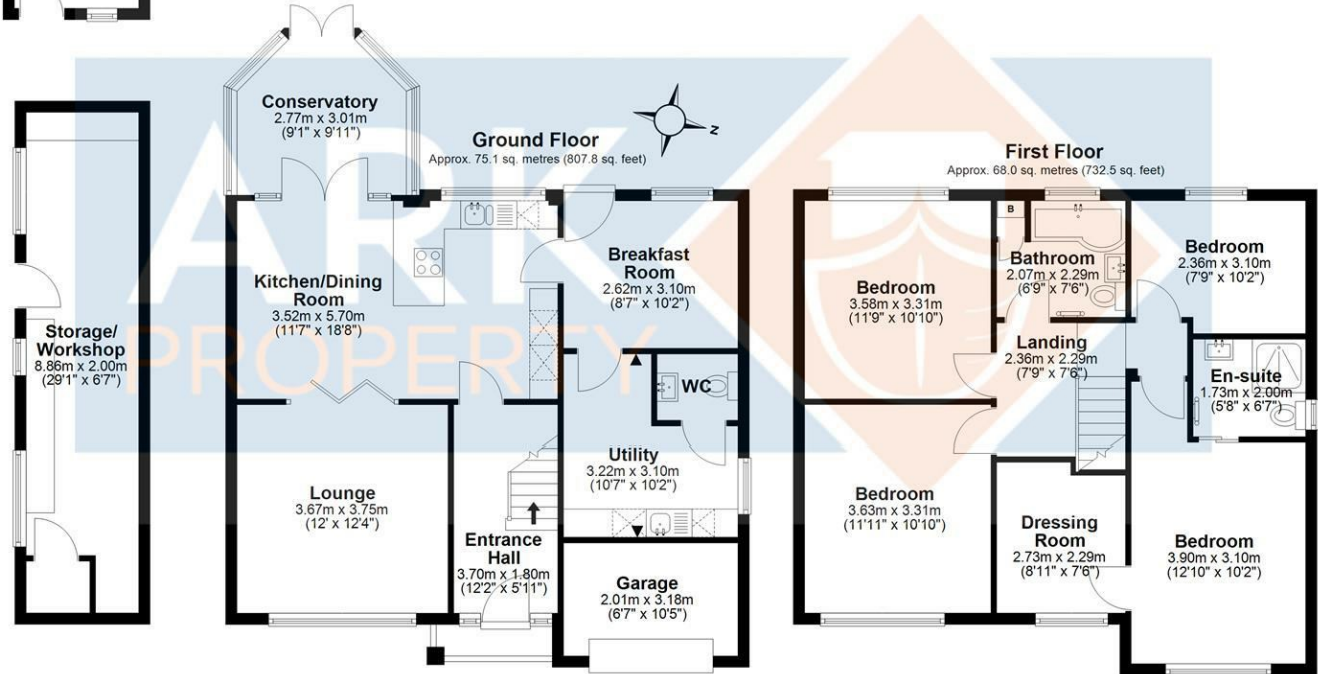 Conservatory
2.77m x 3.01m
(9'1" x 9'11")
Ground Floor
Approx. 75.1 sq. metres (807.8 sq. feet)
N
First Floor
Approx. 68.0 sq. metres (732.5 sq. feet)
ARK
PROPERTY
Storage/
Workshop
8.86m x 2.00m
(29'1" x 6'7")
Kitchen/Dining
Room
3.52m x 5.70m
(11'7" x 18'8")
Breakfast
Room
2.62m x 3.10m
(8'7" x 10'2")
WC
Utility
3.22m x 3.10m
(10'7" x 10'2")
Lounge
3.67m x 3.75m
(12' x 12'4")
Entrance
Hall
3.70m x 1.80m
(12'2" x 5'11")
Garage
2.01m x 3.18m
(6'7" x 10'5")
Bedroom
3.58m x 3.31m
(11'9" x 10'10")
B
Bathroom
2.07m x 2.29m
(6'9" x 7'6")
Bedroom
2.36m x 3.10m
(7'9" x 10'2")
Landing
2.36m x 2.29m
(7'9" x 7'6")
En-suite
1.73m x 2.00m
(5'8" x 6'7")
Bedroom
3.63m x 3.31m
(11'11" x 10'10")
Dressing
Room
2.73m x 2.29m
(8'11" x 7'6")
Bedroom
3.90m x 3.10m
(12'10" x 10'2")